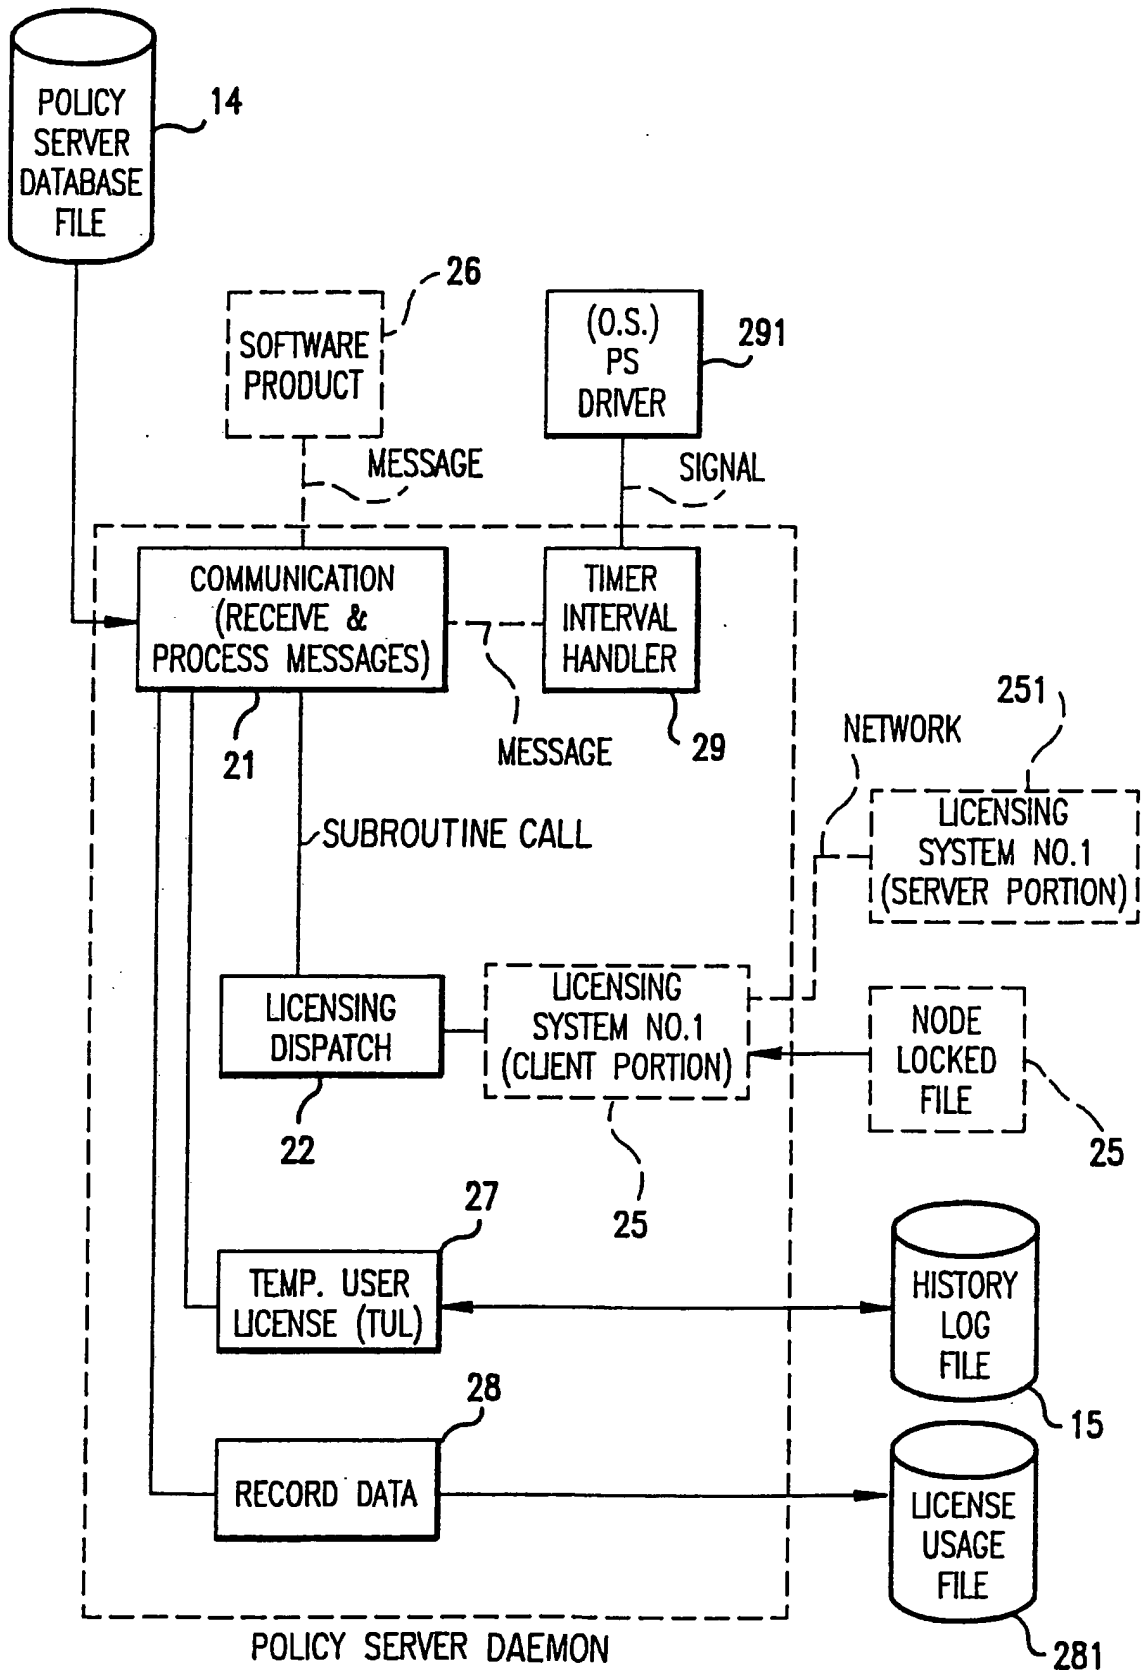 POLICY
SERVER
DATABASE
FILE
14
SOFTWARE
PRODUCT
26
(O.S.)
PS
DRIVER
291
MESSAGE
SIGNAL
COMMUNICATION
(RECEIVE &
PROCESS MESSAGES)
21
TIMER
INTERVAL
HANDLER
29
MESSAGE
SUBROUTINE CALL
NETWORK
251
LICENSING
SYSTEM NO.1
(SERVER PORTION)
LICENSING
DISPATCH
22
LICENSING
SYSTEM NO.1
(CLIENT PORTION)
25
NODE
LOCKED
FILE
25
27
TEMP. USER
LICENSE (TUL)
HISTORY
LOG
FILE
15
28
RECORD DATA
LICENSE
USAGE
FILE
281
POLICY SERVER DAEMON